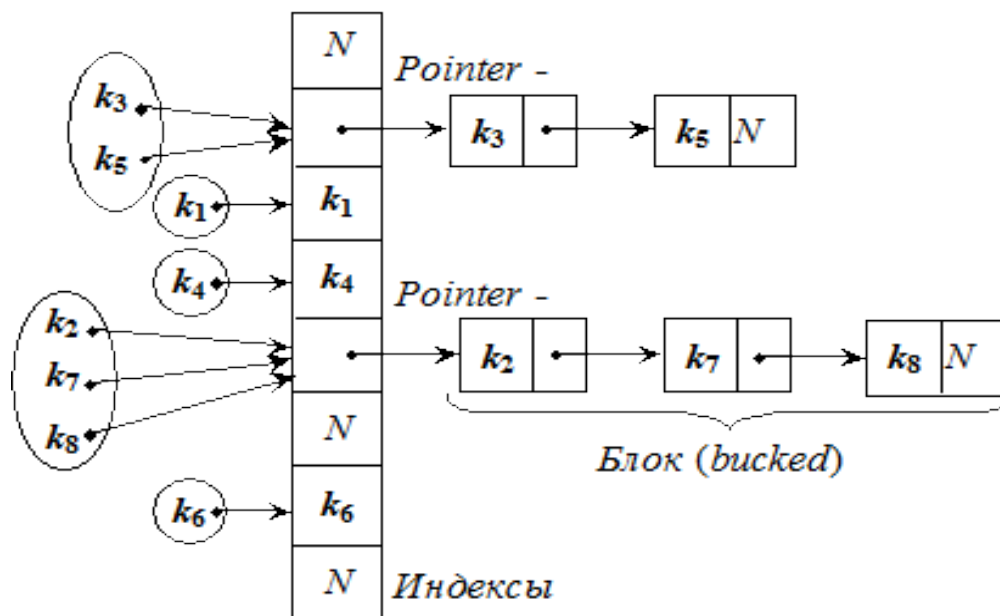 N
Pointer -
k3
k3
k5 N
k5
k1
k1
k4
k4
Pointer -
k2
k2
k7
k8 N
k7
k8
N
Блок (bucked)
k6
k6
N
Индексы